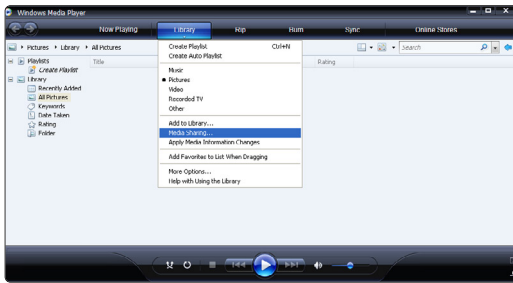 Windows Media Player
Now Playing
Library
Rip
Burn
Sync
Online Stores
Pictures
Library
All Pictures
Search
Playlists
Create Playlist
Library
Recently Added
All Pictures
Keywords
Date Taken
Rating
Folder
Title
Rating
Create Playlist Ctrl+N
Create Auto Playlist
Music
Pictures
Video
Recorded TV
Other
Add to Library...
Media Sharing...
Apply Media Information Changes
Add Favorites to List When Dragging
More Options...
Help with Using the Library